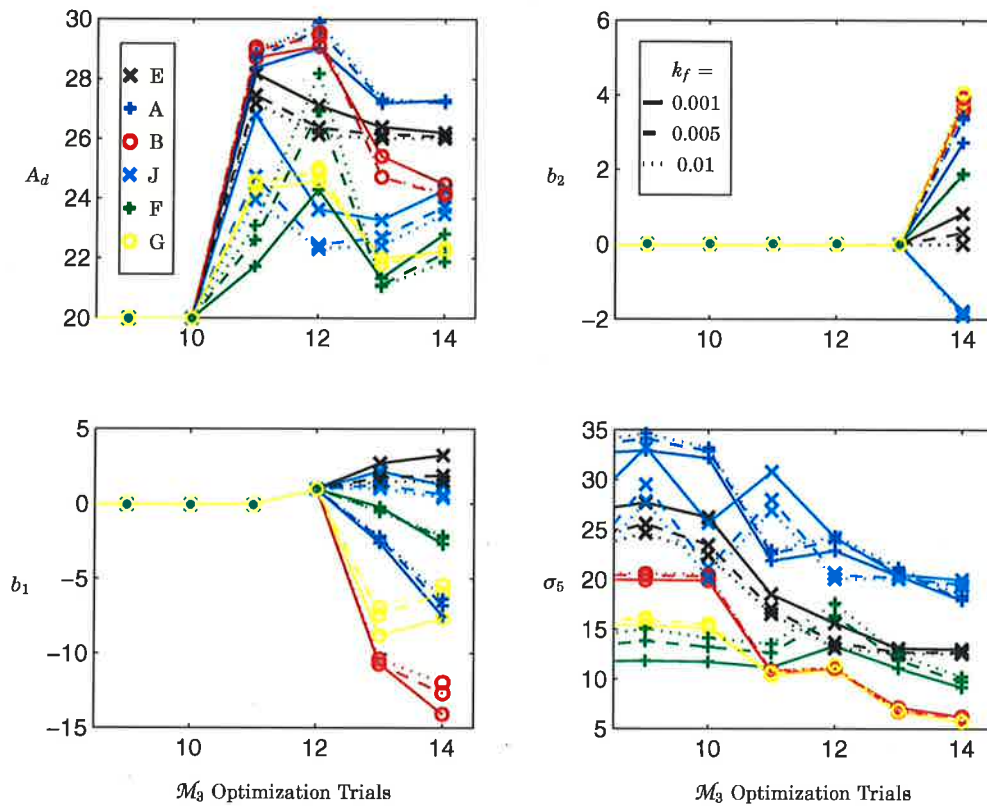 30
28
26
24
22
20
A_d
E
A
B
J
F
G
10
12
14
6
4
2
0
−2
b_2
k_f =
0.001
0.005
0.01
10
12
14
5
0
−5
−10
−15
b_1
10
12
14
ℳ_3 Optimization Trials
35
30
25
20
15
10
5
σ_5
10
12
14
ℳ_3 Optimization Trials